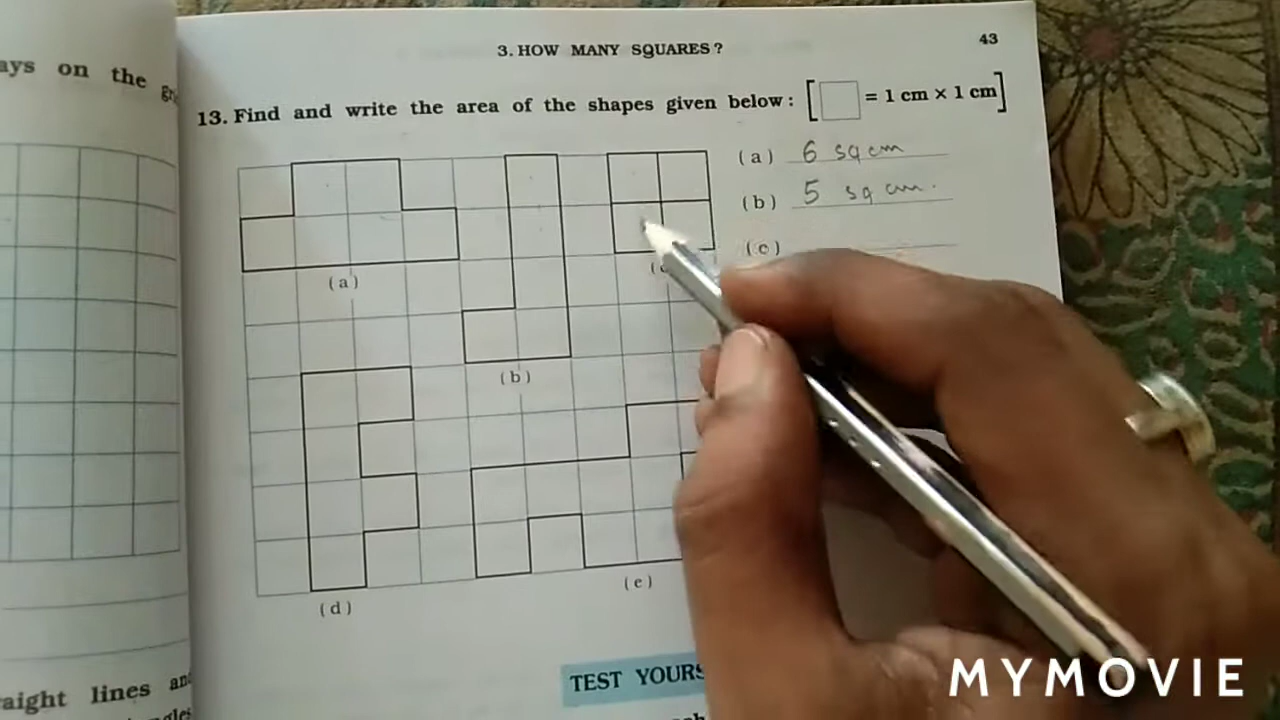 ays on the
3. HOW MANY SQUARES?
43
13. Find and write the area of the shapes given below: [ = 1 cm × 1 cm]
(a) 6 sq cm
(b) 5 sq cm.
(c)
(a)
(b)
(d)
(e)
TEST YOURS
aight lines and
MYMOVIE